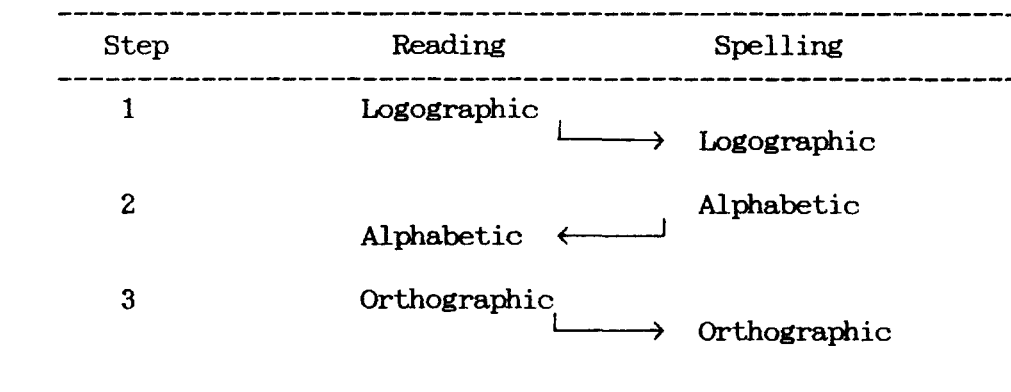 Step Reading Spelling
1 Logographic
Logographic
2 Alphabetic
Alphabetic
3 Orthographic
Orthographic